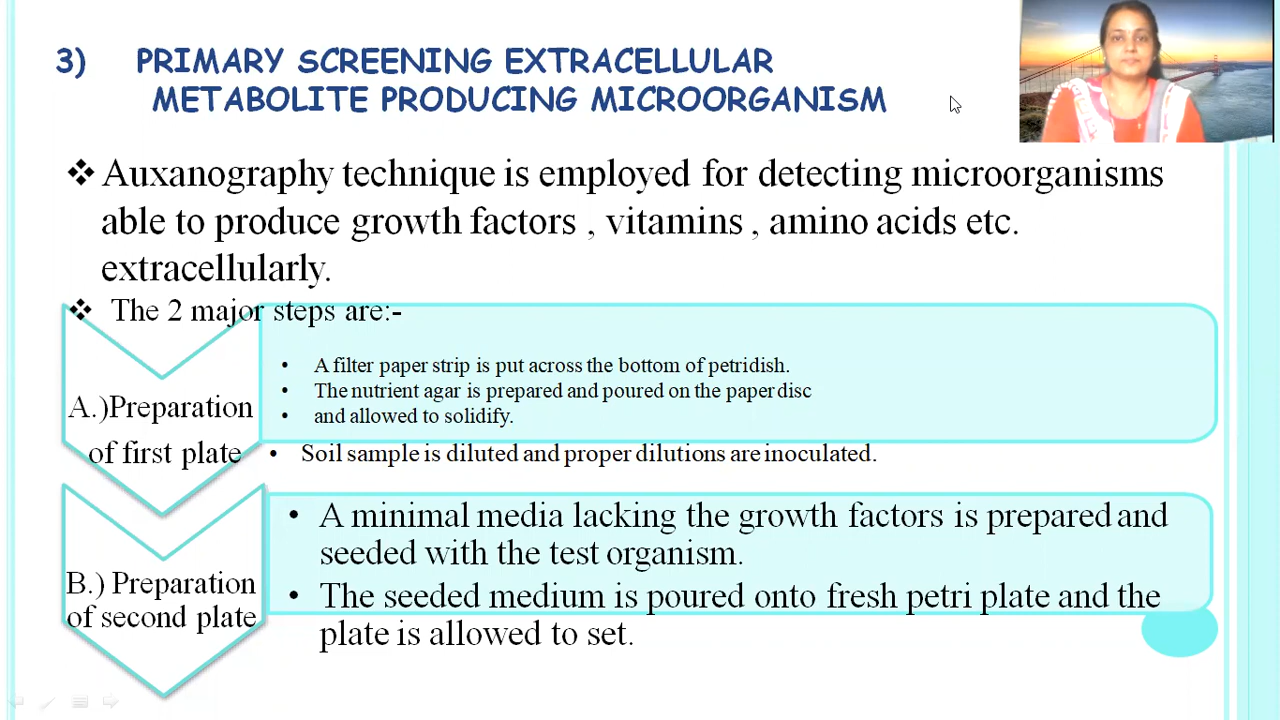 3) PRIMARY SCREENING EXTRACELLULAR
METABOLITE PRODUCING MICROORGANISM
❖ Auxanography technique is employed for detecting microorganisms
able to produce growth factors , vitamins , amino acids etc.
extracellularly.
❖ The 2 major steps are:-
A.)Preparation
of first plate
• A filter paper strip is put across the bottom of petridish.
• The nutrient agar is prepared and poured on the paper disc
• and allowed to solidify.
• Soil sample is diluted and proper dilutions are inoculated.
B.) Preparation
of second plate
• A minimal media lacking the growth factors is prepared and
seeded with the test organism.
• The seeded medium is poured onto fresh petri plate and the
plate is allowed to set.